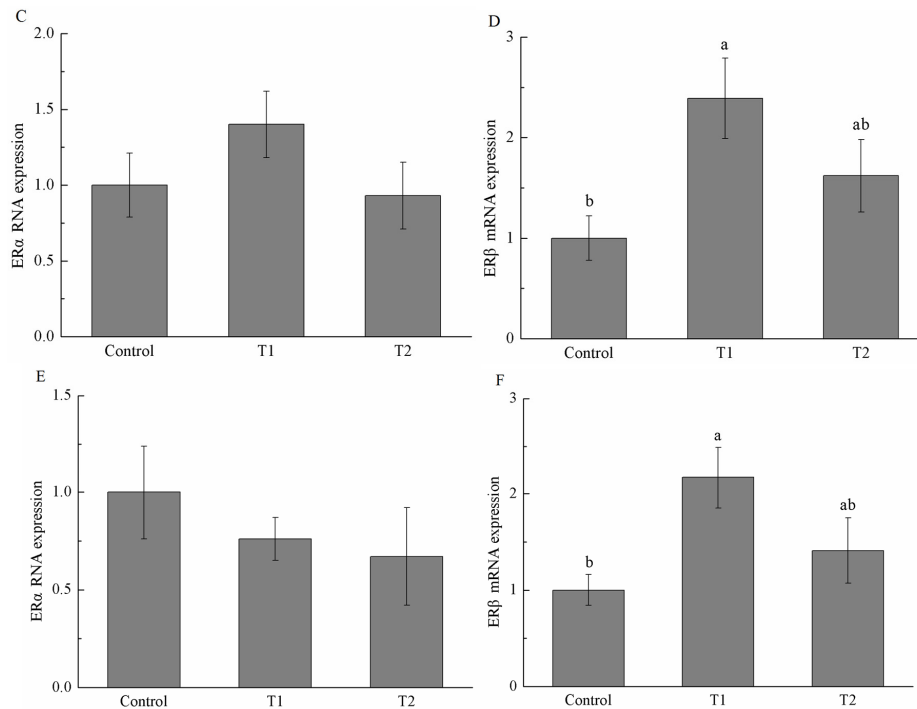 C
2.0
1.5
1.0
0.5
0.0
ERα RNA expression
Control T1 T2
D
3
2
1
0
ERβ mRNA expression
b
a
ab
Control T1 T2
E
1.5
1.0
0.5
0.0
ERα RNA expression
Control T1 T2
F
3
2
1
0
ERβ mRNA expression
b
a
ab
Control T1 T2